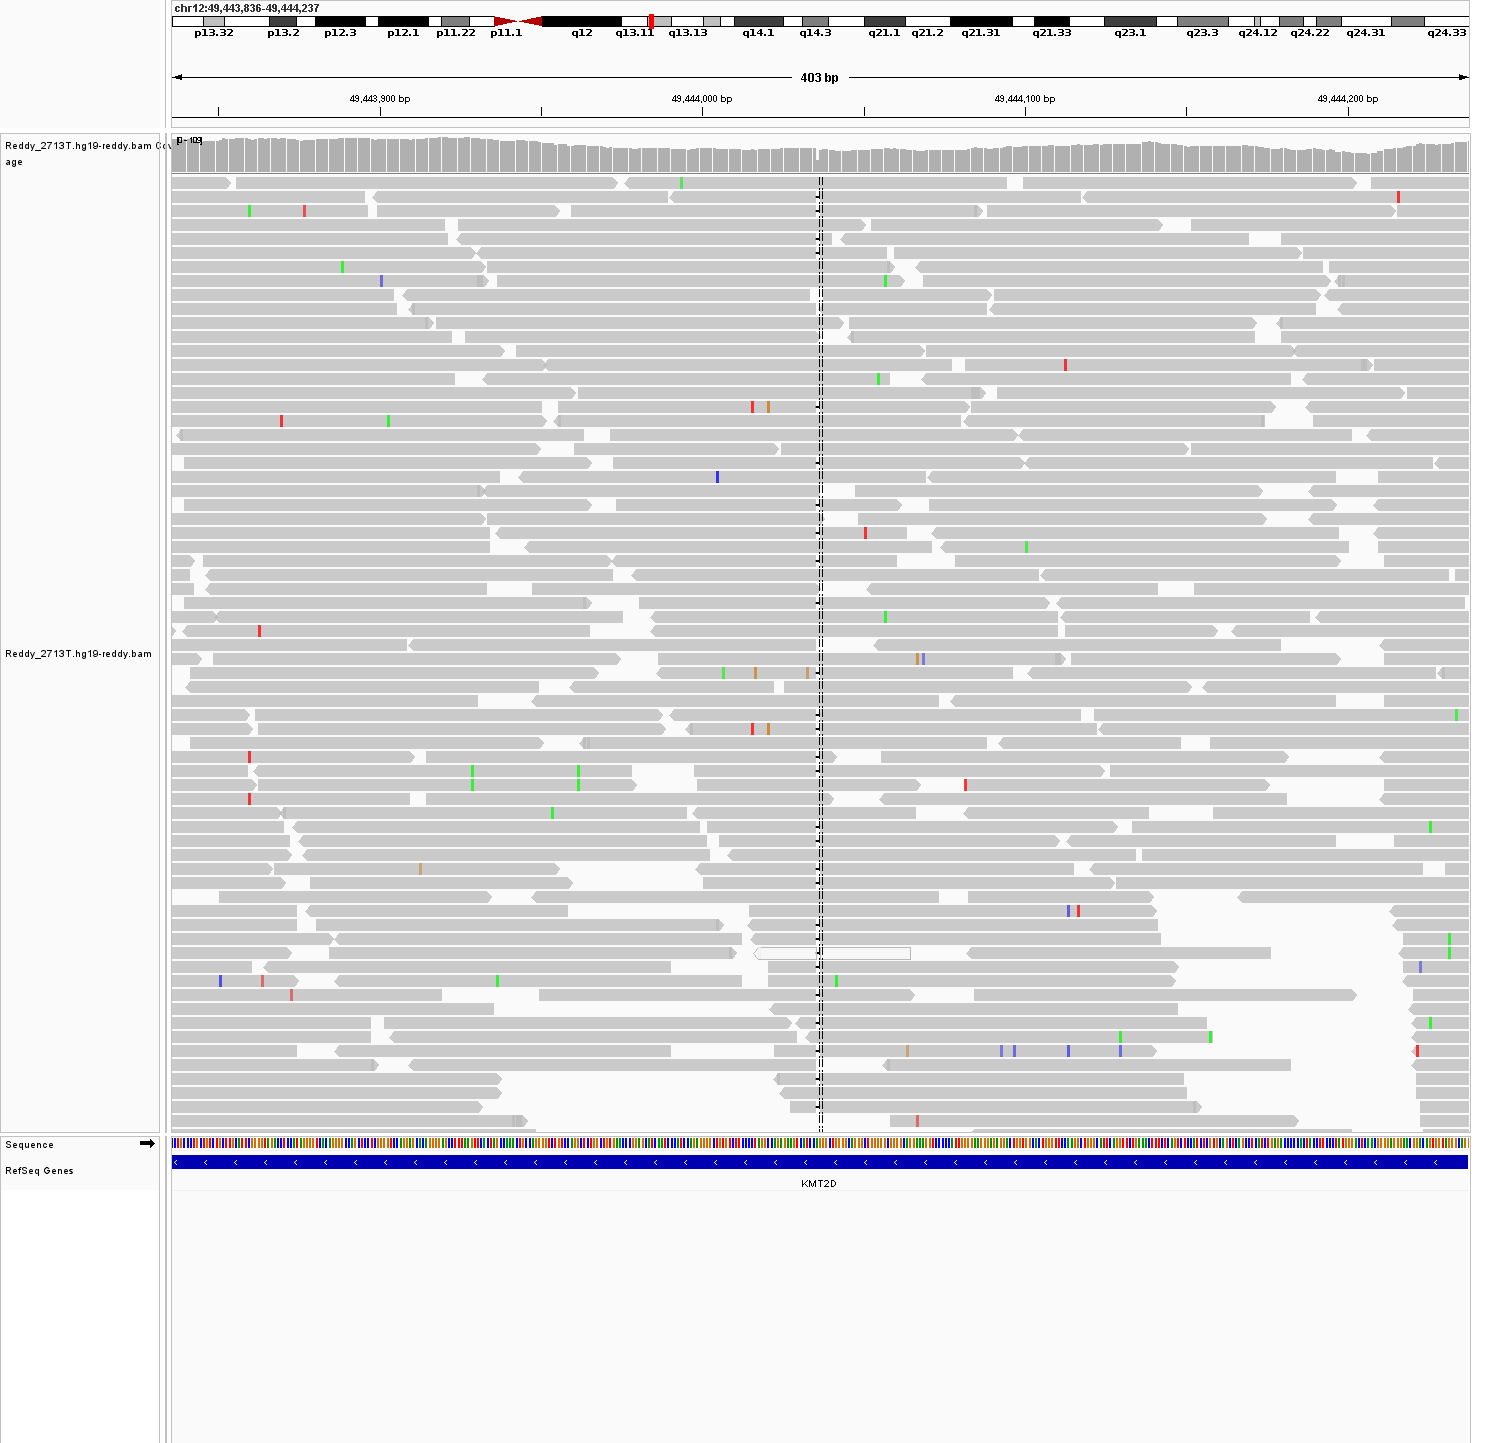 chr12:49,443,836-49,444,237
p13.32 p13.2 p12.3 p12.1 p11.22 p11.1 q12 q13.11 q13.13 q14.1 q14.3 q21.1 q21.2 q21.31 q21.33 q23.1 q23.3 q24.12 q24.22 q24.31 q24.33
403 bp
49,443,900 bp 49,444,000 bp 49,444,100 bp 49,444,200 bp
Reddy_2713T.hg19-reddy.bam Cov
age
[0 - 109]
Reddy_2713T.hg19-reddy.bam
Sequence
RefSeq Genes
KMT2D